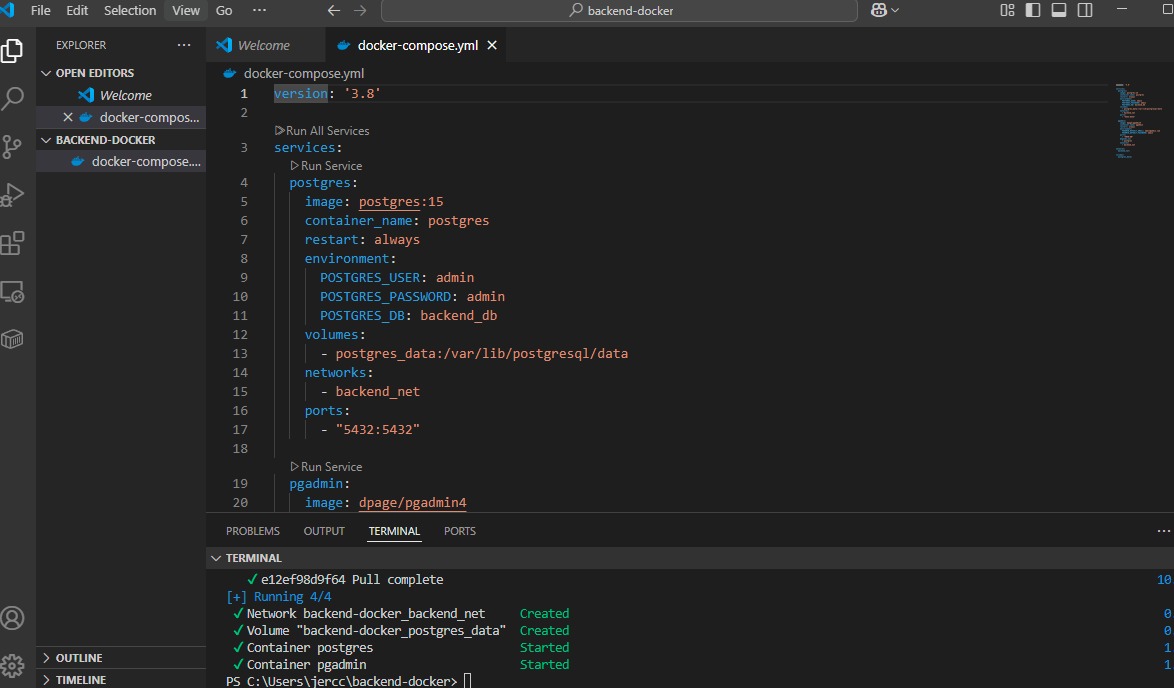 File Edit Selection View Go ··· backend-docker
EXPLORER ···
OPEN EDITORS
Welcome
docker-compos...
BACKEND-DOCKER
docker-compose....
OUTLINE
TIMELINE
Welcome docker-compose.yml
docker-compose.yml
1 version: '3.8'
2
Run All Services
3 services:
Run Service
4 postgres:
5 image: postgres:15
6 container_name: postgres
7 restart: always
8 environment:
9 POSTGRES_USER: admin
10 POSTGRES_PASSWORD: admin
11 POSTGRES_DB: backend_db
12 volumes:
13 - postgres_data:/var/lib/postgresql/data
14 networks:
15 - backend_net
16 ports:
17 - "5432:5432"
18
Run Service
19 pgadmin:
20 image: dpage/pgadmin4
PROBLEMS OUTPUT TERMINAL PORTS ···
TERMINAL
✓ e12ef98d9f64 Pull complete 10
[+] Running 4/4
✓ Network backend-docker_backend_net Created 0
✓ Volume "backend-docker_postgres_data" Created 0
✓ Container postgres Started 1
✓ Container pgadmin Started 1
PS C:\Users\jercc\backend-docker>